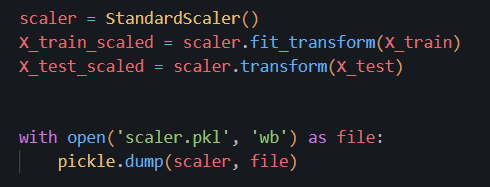 scaler = StandardScaler()
X_train_scaled = scaler.fit_transform(X_train)
X_test_scaled = scaler.transform(X_test)
with open('scaler.pkl', 'wb') as file:
    pickle.dump(scaler, file)